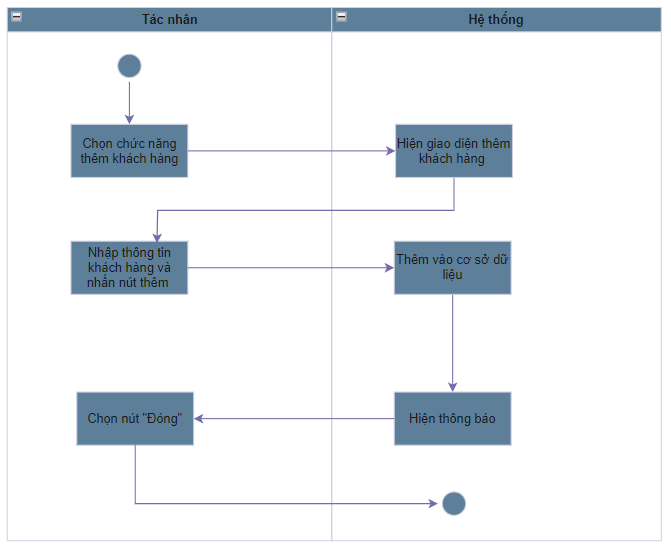 Tác nhân
Hệ thống
Chọn chức năng
thêm khách hàng
Hiện giao diện thêm
khách hàng
Nhập thông tin
khách hàng và
nhấn nút thêm
Thêm vào cơ sở dữ
liệu
Hiện thông báo
Chọn nút "Đóng"